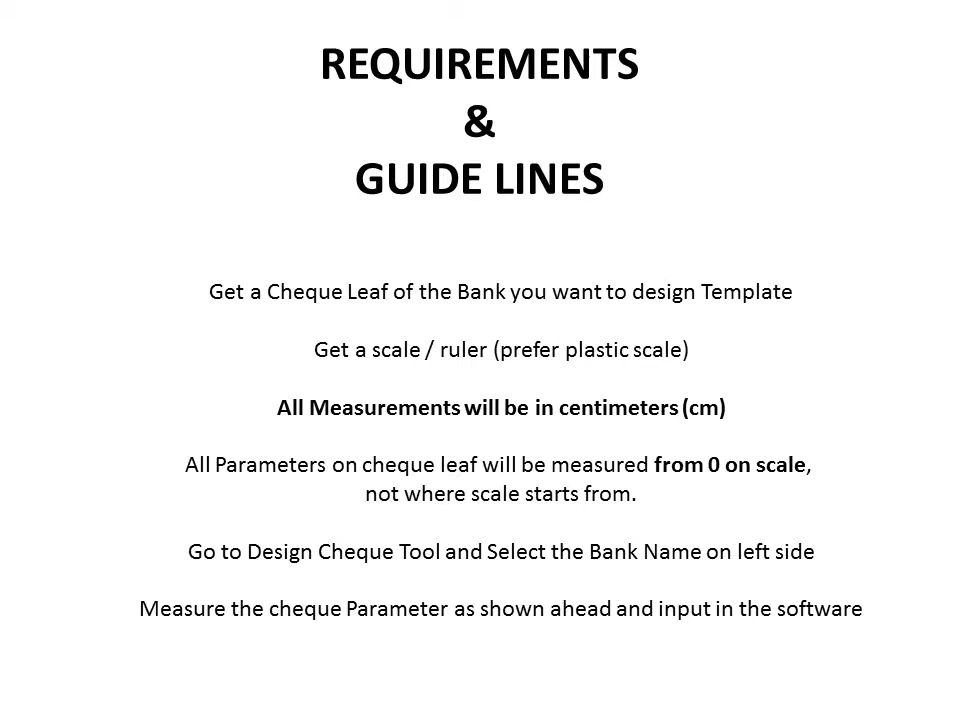 REQUIREMENTS
&
GUIDE LINES
Get a Cheque Leaf of the Bank you want to design Template
Get a scale / ruler (prefer plastic scale)
All Measurements will be in centimeters (cm)
All Parameters on cheque leaf will be measured from 0 on scale,
not where scale starts from.
Go to Design Cheque Tool and Select the Bank Name on left side
Measure the cheque Parameter as shown ahead and input in the software